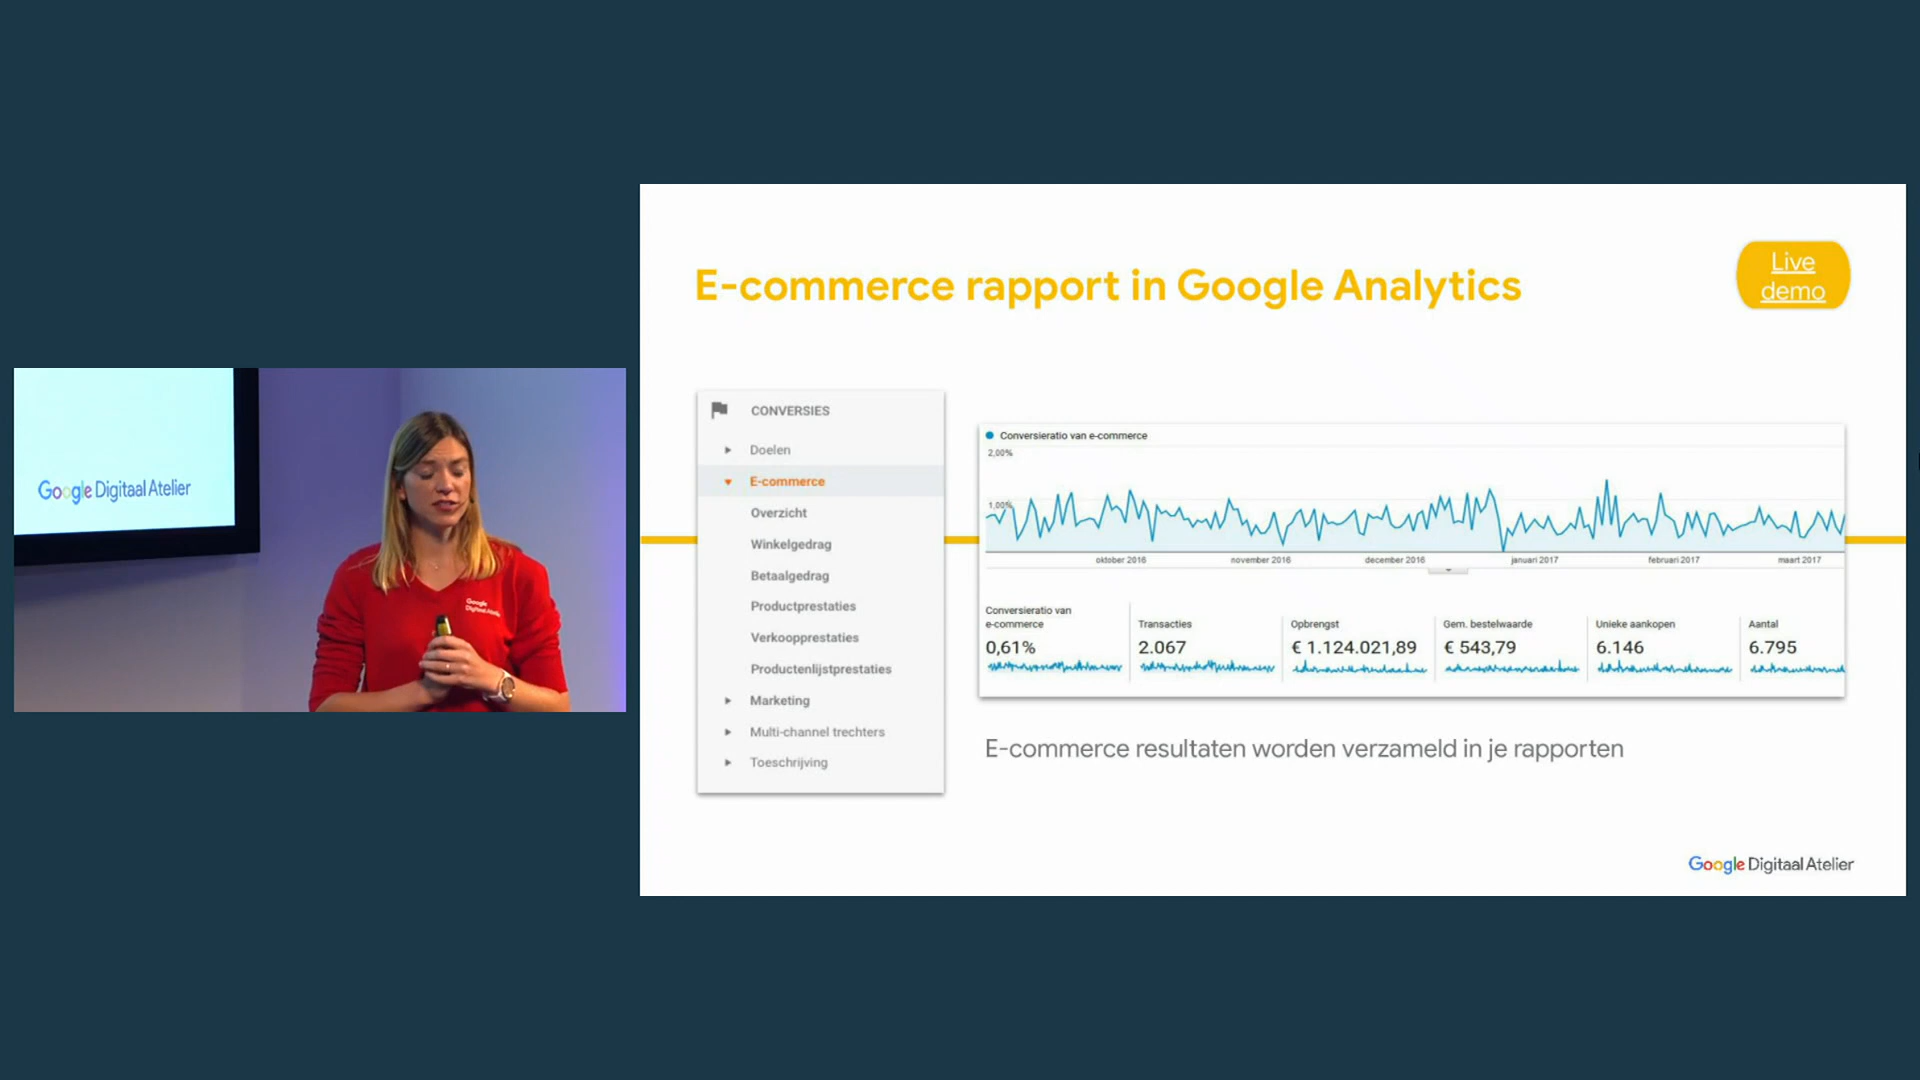 Google Digitaal Atelier
Google
Digitaal Atelier
E-commerce rapport in Google Analytics
Live
demo
CONVERSIES
Doelen
E-commerce
Overzicht
Winkelgedrag
Betaalgedrag
Productprestaties
Verkoopprestaties
Productenlijstprestaties
Marketing
Multi-channel trechters
Toeschrijving
Conversieratio van e-commerce
2,00%
1,00%
oktober 2016 november 2016 december 2016 januari 2017 februari 2017 maart 2017
Conversieratio van
e-commerce
0,61%
Transacties
2.067
Opbrengst
€ 1.124.021,89
Gem. bestelwaarde
€ 543,79
Unieke aankopen
6.146
Aantal
6.795
E-commerce resultaten worden verzameld in je rapporten
Google Digitaal Atelier